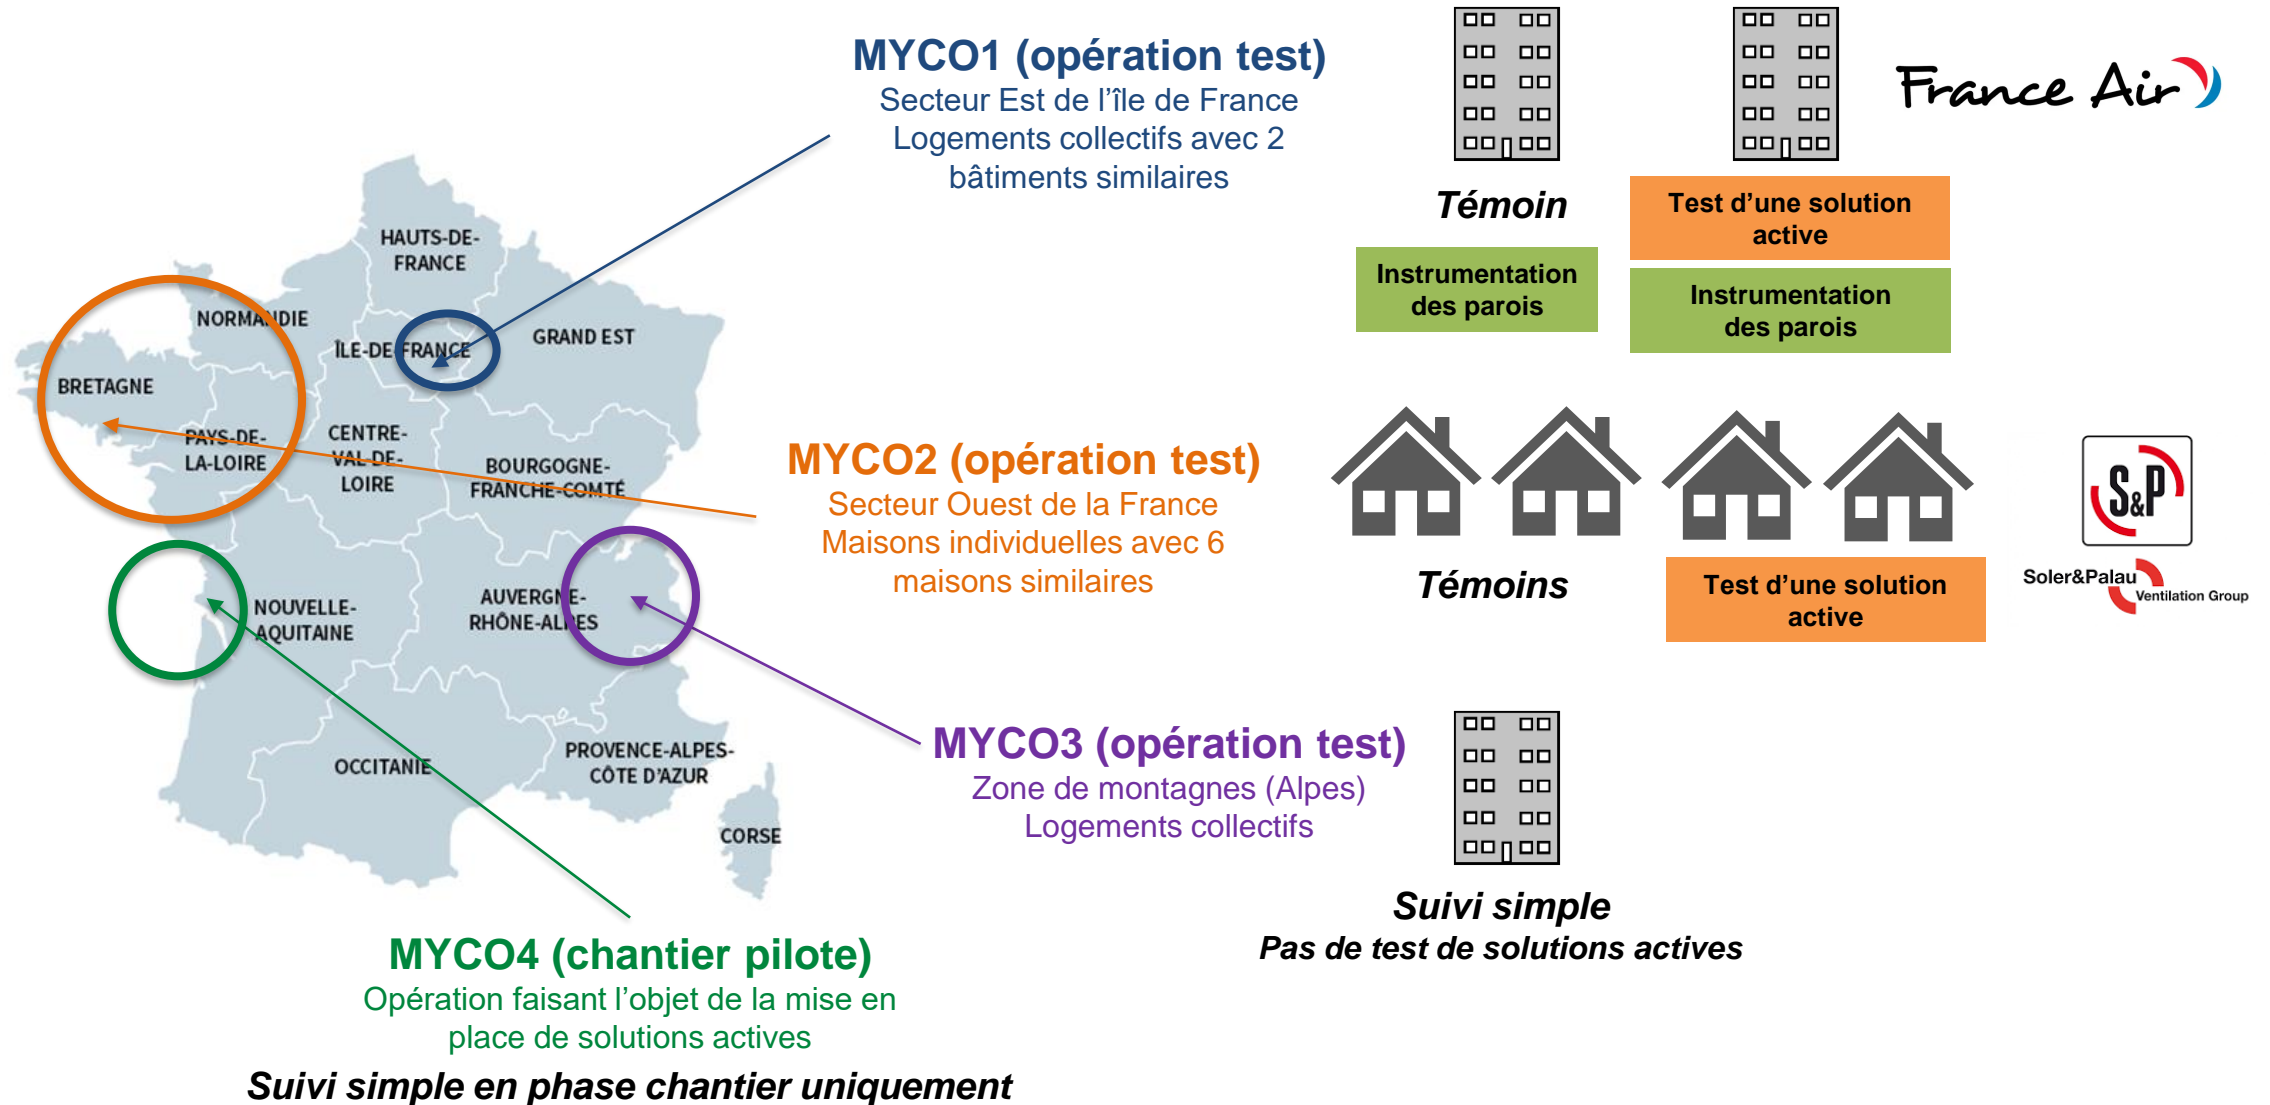 MYCO1 (opération test)
Secteur Est de l’île de France
Logements collectifs avec 2
bâtiments similaires
Témoin
Instrumentation
des parois
Test d’une solution
active
Instrumentation
des parois
France Air
HAUTS-DE-
FRANCE
NORMANDIE
ÎLE-DE-FRANCE
GRAND EST
BRETAGNE
PAYS-DE-
LA-LOIRE
CENTRE-
VAL-DE-
LOIRE
BOURGOGNE-
FRANCHE-COMTÉ
NOUVELLE-
AQUITAINE
AUVERGNE-
RHÔNE-ALPES
OCCITANIE
PROVENCE-ALPES-
CÔTE D'AZUR
CORSE
MYCO2 (opération test)
Secteur Ouest de la France
Maisons individuelles avec 6
maisons similaires
Témoins
Test d’une solution
active
S&P
Soler&Palau
Ventilation Group
MYCO3 (opération test)
Zone de montagnes (Alpes)
Logements collectifs
Suivi simple
Pas de test de solutions actives
MYCO4 (chantier pilote)
Opération faisant l’objet de la mise en
place de solutions actives
Suivi simple en phase chantier uniquement